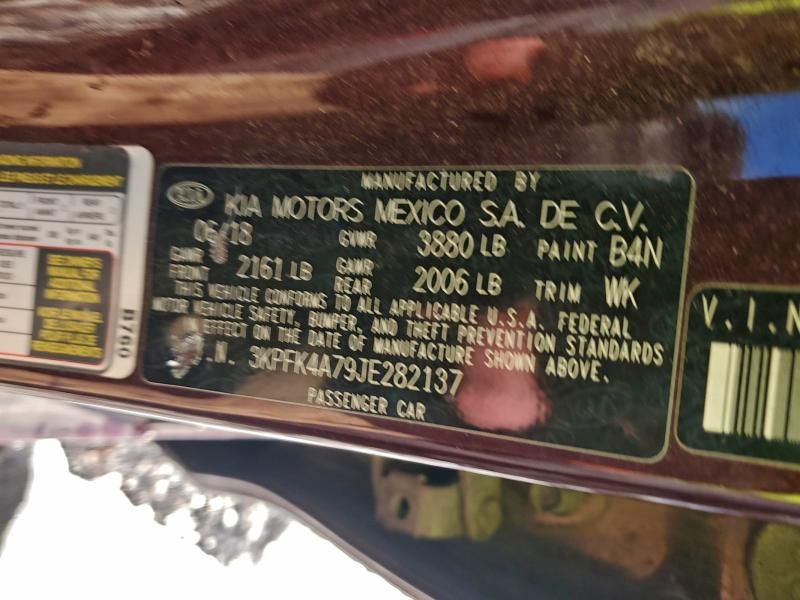 MANUFACTURED BY
KIA KIA MOTORS MEXICO S.A. DE C.V.
06/18 GVWR 3880 LB PAINT B4N
GAWR FRONT 2161 LB GAWR REAR 2006 LB TRIM WK
THIS VEHICLE CONFORMS TO ALL APPLICABLE U.S.A. FEDERAL
MOTOR VEHICLE SAFETY, BUMPER, AND THEFT PREVENTION STANDARDS
EFFECT ON THE DATE OF MANUFACTURE SHOWN ABOVE.
.N. 3KPFK4A79JE282137
PASSENGER CAR
B760
V.I.N